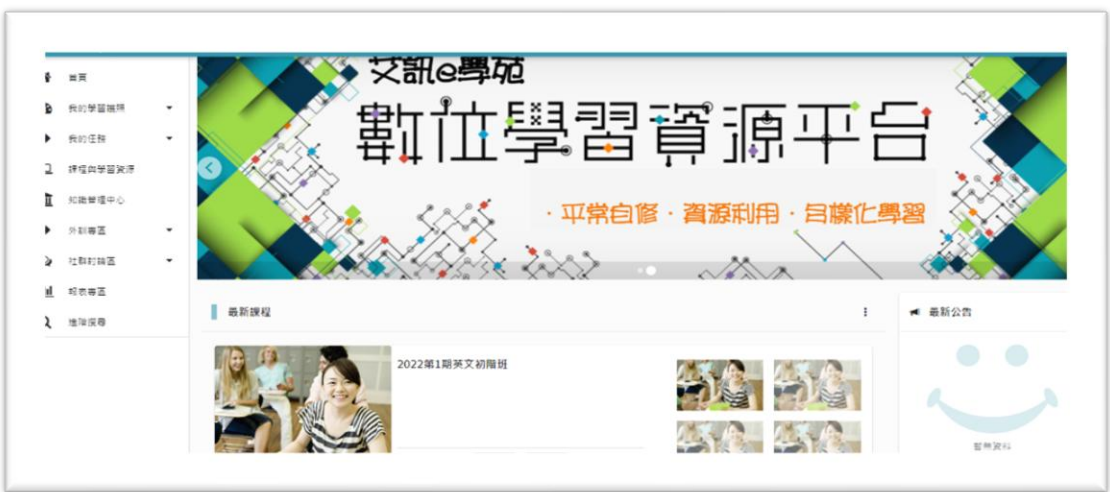 艾訊e學苑
數位學習資源平台
·平常自修·資源利用·多樣化學習
首頁
我的學習護照
我的任務
課程與學習資源
知識管理中心
外訓專區
社群討論區
報表專區
進階搜尋
最新課程
2022第1期英文初階班
最新公告
暫無資料